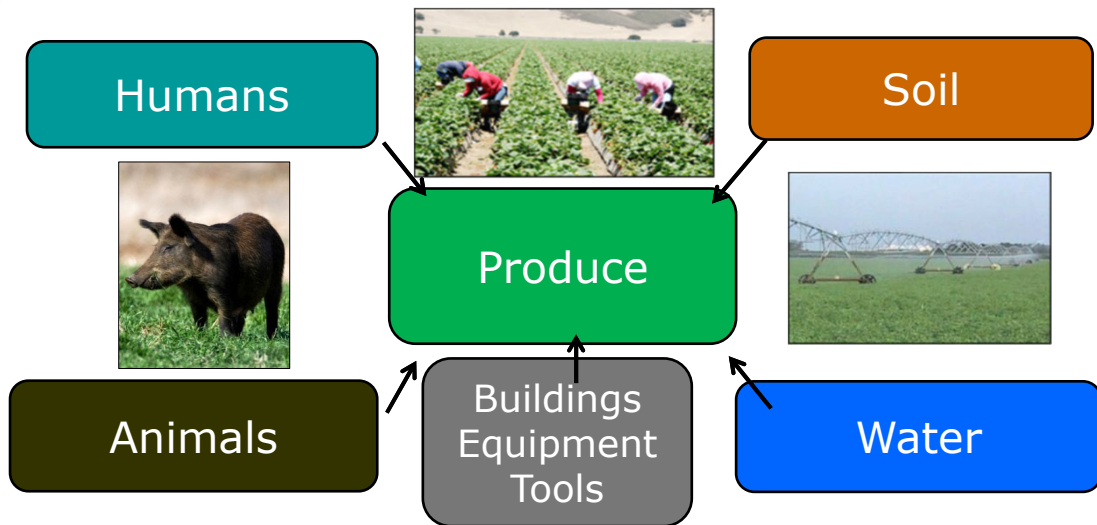 Humans
Soil
Produce
Animals
Buildings
Equipment
Tools
Water